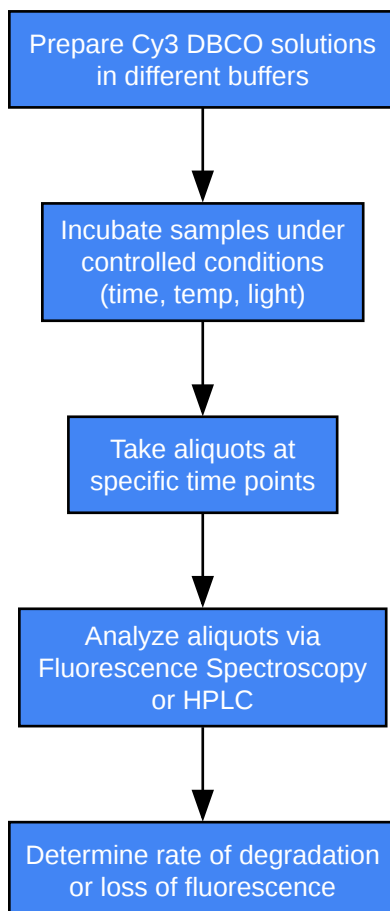 Prepare Cy3 DBCO solutions
in different buffers
Incubate samples under
controlled conditions
(time, temp, light)
Take aliquots at
specific time points
Analyze aliquots via
Fluorescence Spectroscopy
or HPLC
Determine rate of degradation
or loss of fluorescence